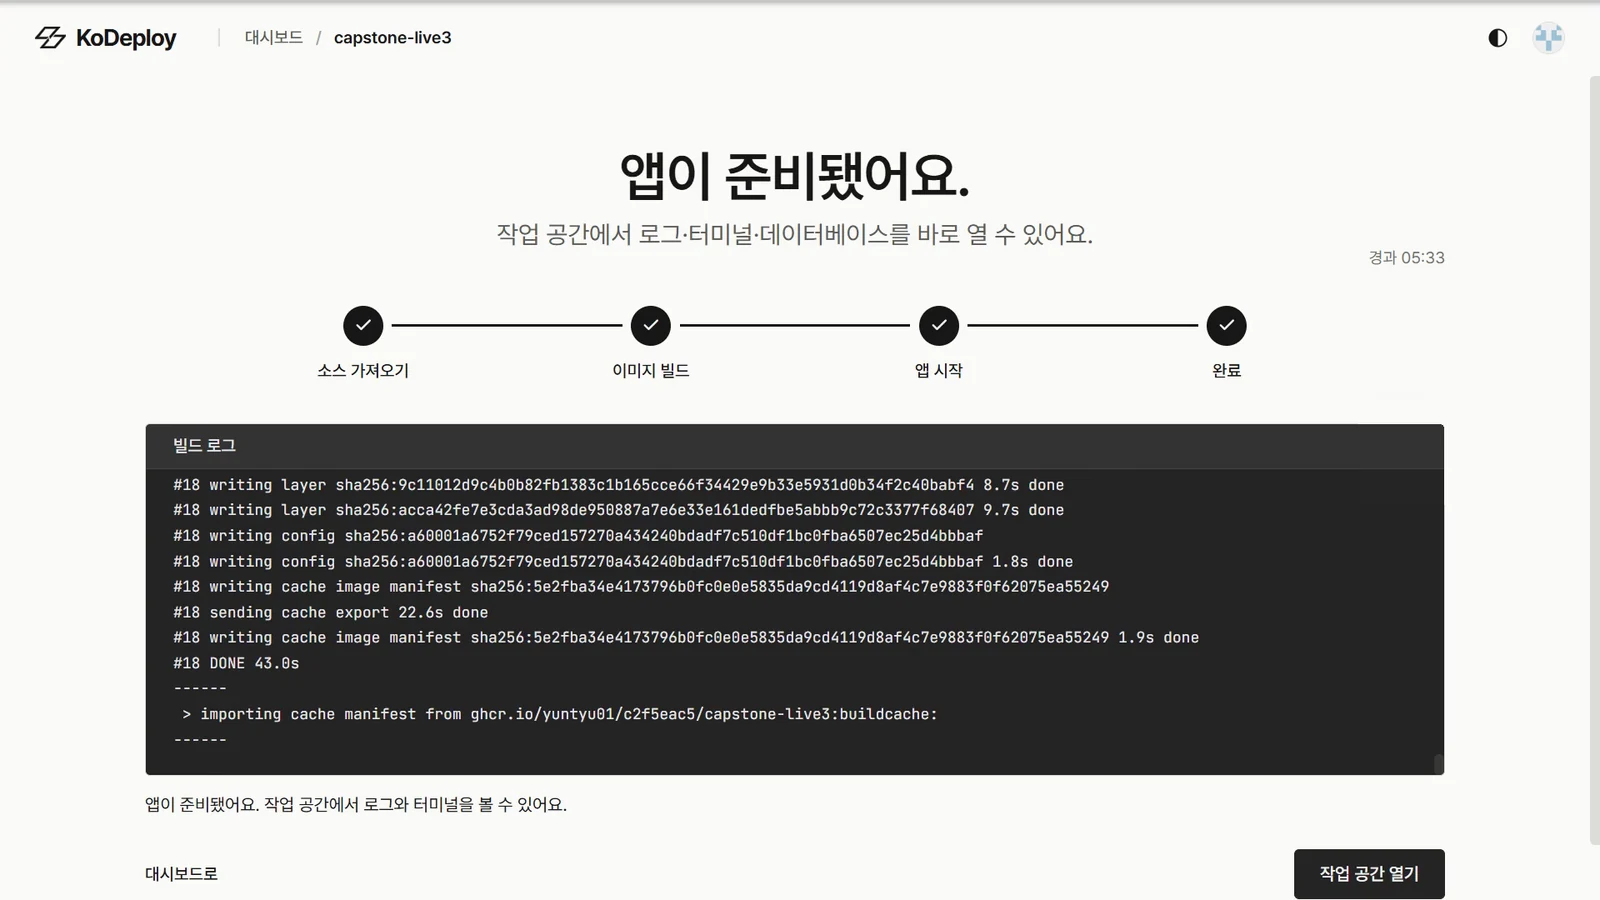 KoDeploy
대시보드 / capstone-live3
앱이 준비됐어요.
작업 공간에서 로그·터미널·데이터베이스를 바로 열 수 있어요.
경과 05:33
소스 가져오기
이미지 빌드
앱 시작
완료
빌드 로그
#18 writing layer sha256:9c11012d9c4b0b82fb1383c1b165cce66f34429e9b33e5931d0b34f2c40babf4 8.7s done
#18 writing layer sha256:acca42fe7e3cda3ad98de950887a7e6e33e161dedfbe5abbb9c72c3377f68407 9.7s done
#18 writing config sha256:a60001a6752f79ced157270a434240bdadf7c510df1bc0fba6507ec25d4bbbaf
#18 writing config sha256:a60001a6752f79ced157270a434240bdadf7c510df1bc0fba6507ec25d4bbbaf 1.8s done
#18 writing cache image manifest sha256:5e2fba34e4173796b0fc0e0e5835da9cd4119d8af4c7e9883f0f62075ea55249
#18 sending cache export 22.6s done
#18 writing cache image manifest sha256:5e2fba34e4173796b0fc0e0e5835da9cd4119d8af4c7e9883f0f62075ea55249 1.9s done
#18 DONE 43.0s
------
> importing cache manifest from ghcr.io/yuntyu01/c2f5eac5/capstone-live3:buildcache:
------
앱이 준비됐어요. 작업 공간에서 로그와 터미널을 볼 수 있어요.
대시보드로
작업 공간 열기